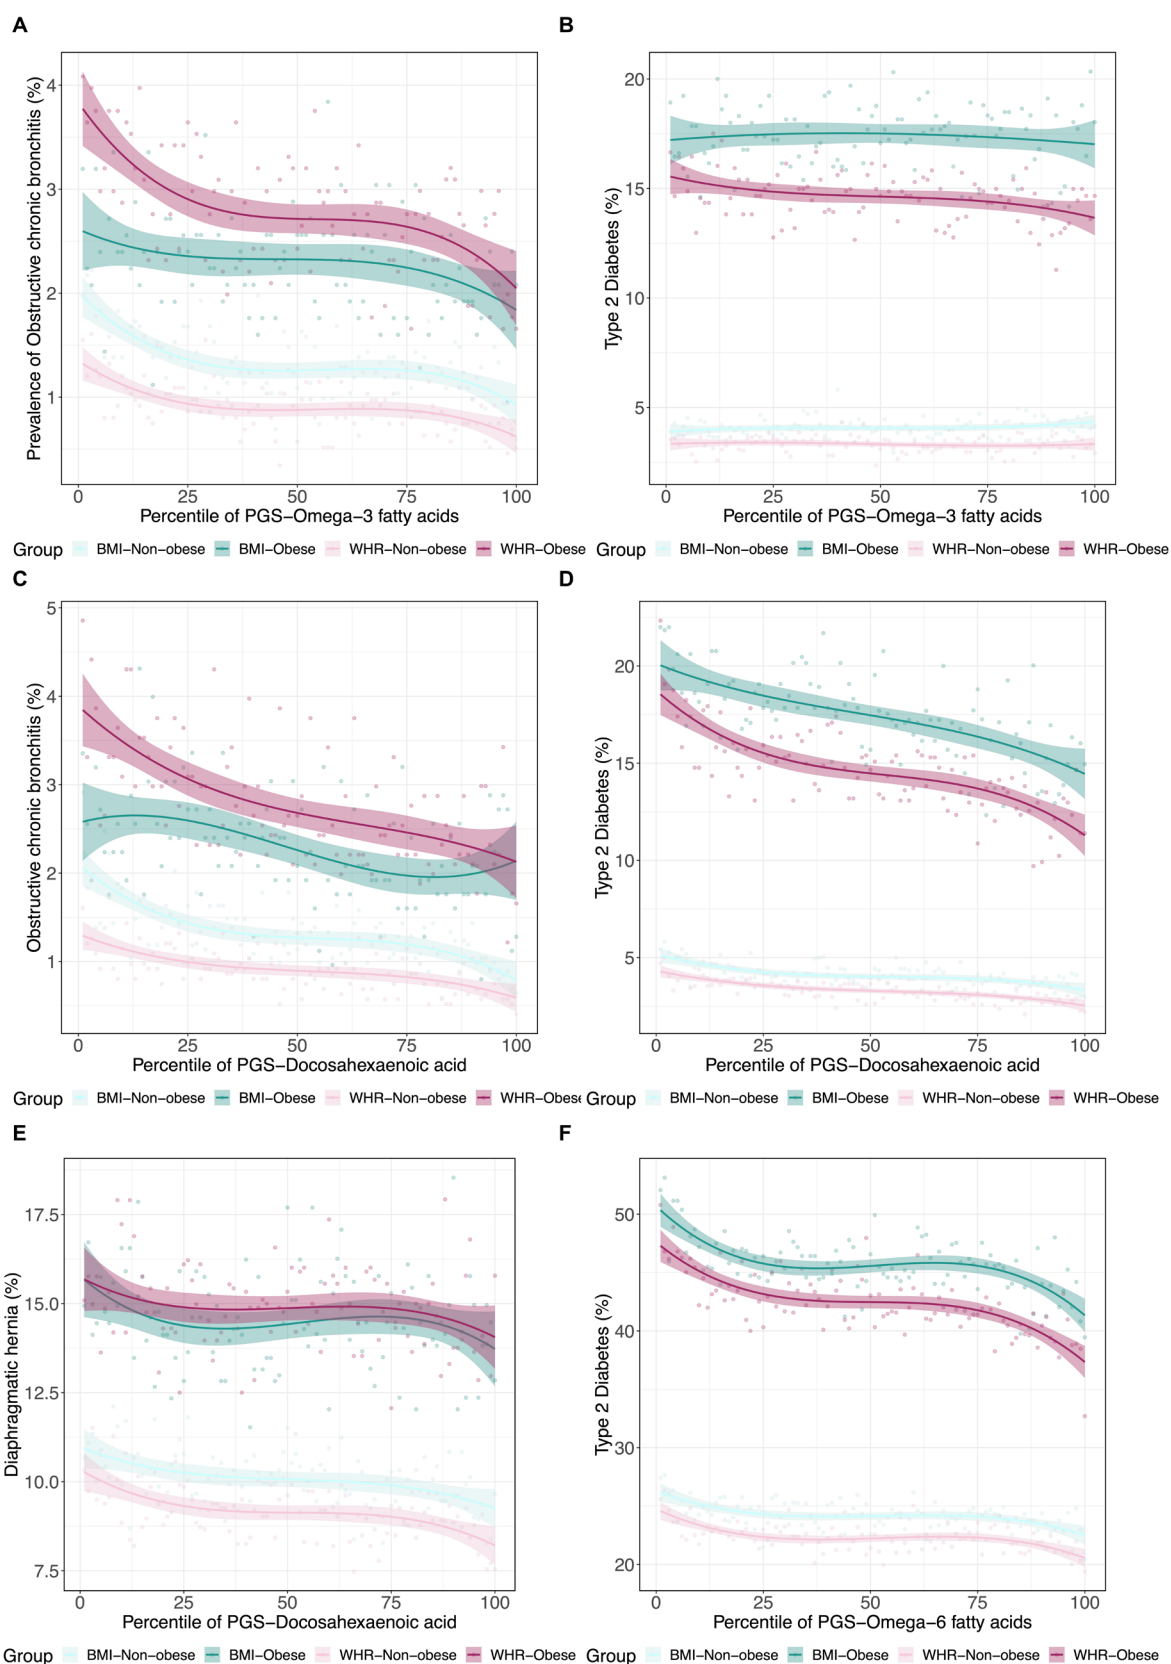 A
B
Prevalence of Obstructive chronic bronchitis (%)
4
3
2
1
0 25 50 75 100
Percentile of PGS−Omega−3 fatty acids
Type 2 Diabetes (%)
20
15
10
5
0 25 50 75 100
Percentile of PGS−Omega−3 fatty acids
Group BMI−Non−obese BMI−Obese WHR−Non−obese WHR−Obese
Group BMI−Non−obese BMI−Obese WHR−Non−obese WHR−Obese
C
D
Obstructive chronic bronchitis (%)
5
4
3
2
1
0 25 50 75 100
Percentile of PGS−Docosahexaenoic acid
Type 2 Diabetes (%)
20
15
10
5
0 25 50 75 100
Percentile of PGS−Docosahexaenoic acid
Group BMI−Non−obese BMI−Obese WHR−Non−obese WHR−Obese
Group BMI−Non−obese BMI−Obese WHR−Non−obese WHR−Obese
E
F
Diaphragmatic hernia (%)
17.5
15.0
12.5
10.0
7.5
0 25 50 75 100
Percentile of PGS−Docosahexaenoic acid
Type 2 Diabetes (%)
50
40
30
20
0 25 50 75 100
Percentile of PGS−Omega−6 fatty acids
Group BMI−Non−obese BMI−Obese WHR−Non−obese WHR−Obese
Group BMI−Non−obese BMI−Obese WHR−Non−obese WHR−Obese